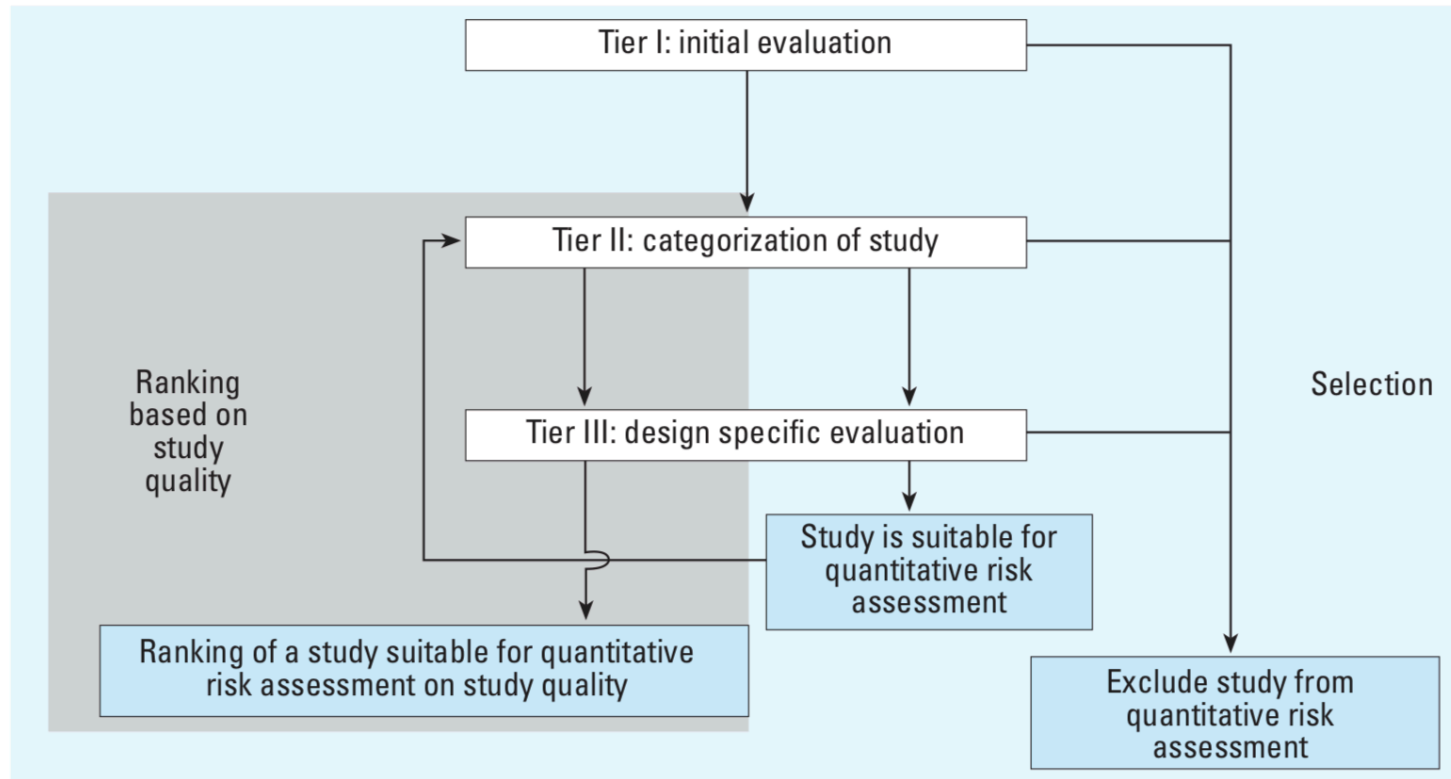 Tier I: initial evaluation
Tier II: categorization of study
Ranking
based on
study
quality
Selection
Tier III: design specific evaluation
Study is suitable for
quantitative risk
assessment
Ranking of a study suitable for quantitative
risk assessment on study quality
Exclude study from
quantitative risk
assessment